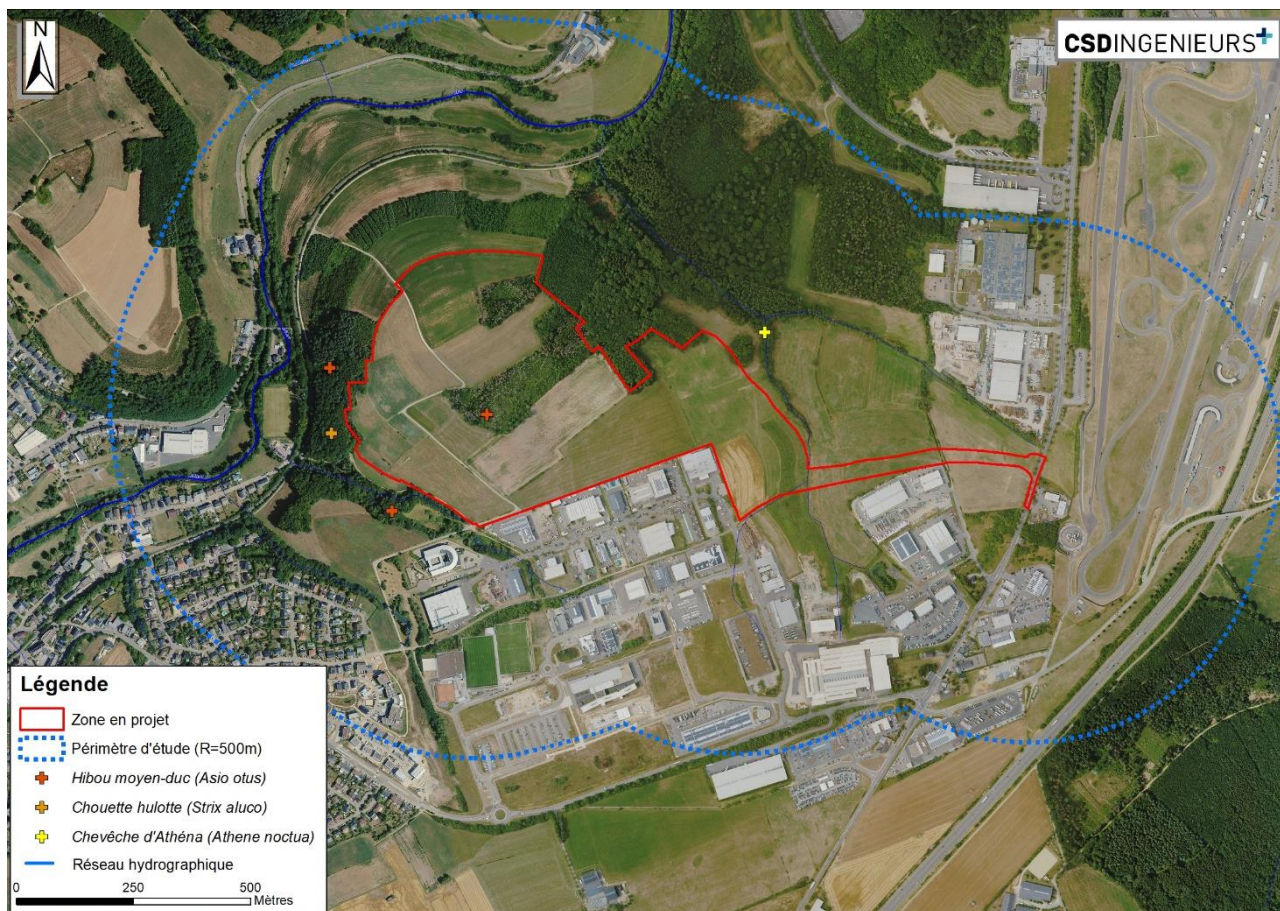 N
CSDINGENIEURS+
Légende
Zone en projet
Périmètre d'étude (R=500m)
Hibou moyen-duc (Asio otus)
Chouette hulotte (Strix aluco)
Chevêche d'Athéna (Athene noctua)
Réseau hydrographique
0 250 500
Mètres